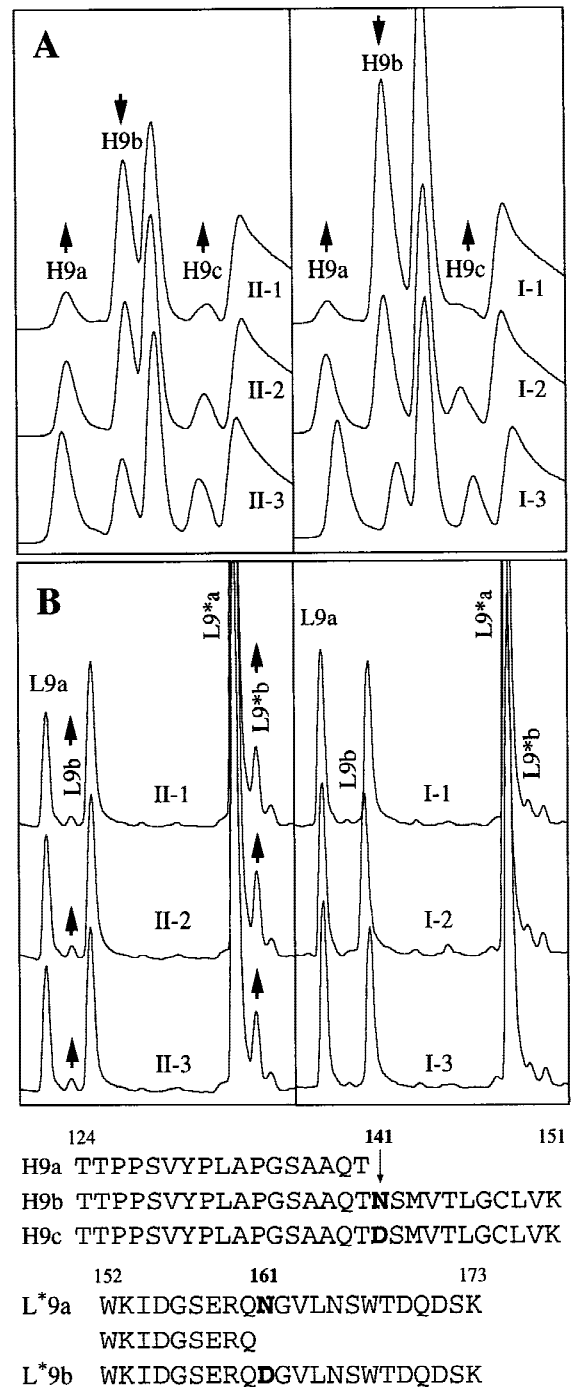 A
H9b
H9b
H9a
H9c
H9a
H9c
II-1
I-1
II-2
I-2
II-3
I-3
B
L9a
L9b
L9*a
L9*b
L9a
L9b
L9*a
L9*b
II-1
I-1
II-2
I-2
II-3
I-3
124 141 151
H9a TTPPSVYPLAPGSAAQT
H9b TTPPSVYPLAPGSAAQTNSMVTLGCLVK
H9c TTPPSVYPLAPGSAAQTDSMVTLGCLVK
152 161 173
L*9a WKIDGSERQNGVLNSWTDQDSK
WKIDGSERQ
L*9b WKIDGSERQDGVLNSWTDQDSK